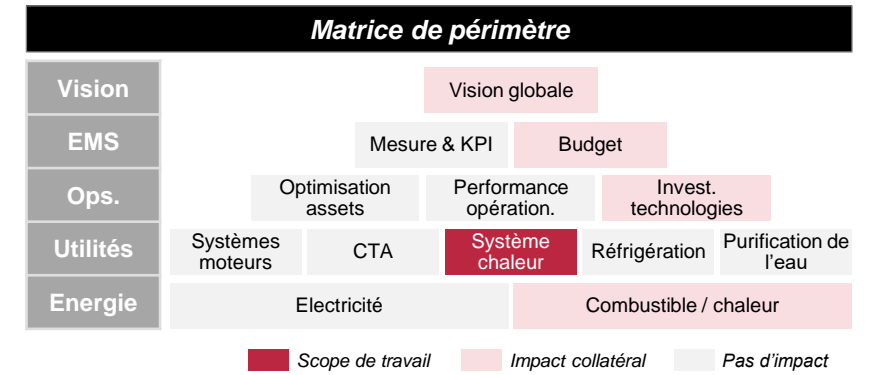 Matrice de périmètre
Vision
Vision globale
EMS
Mesure & KPI
Budget
Ops.
Optimisation
assets
Performance
opération.
Invest.
technologies
Utilités
Systèmes
moteurs
CTA
Système
chaleur
Réfrigération
Purification de
l'eau
Energie
Electricité
Combustible / chaleur
Scope de travail
Impact collatéral
Pas d'impact